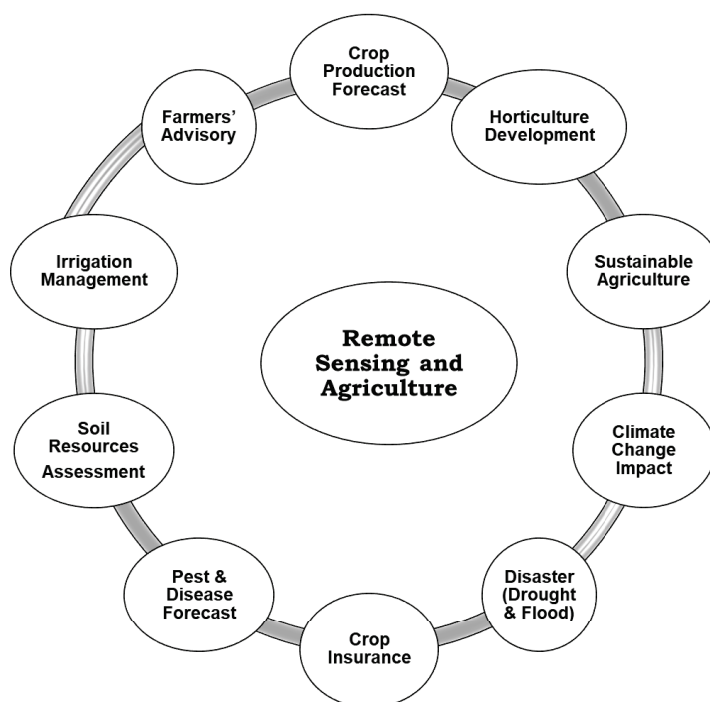 Crop
Production
Forecast
Horticulture
Development
Sustainable
Agriculture
Climate
Change
Impact
Disaster
(Drought
& Flood)
Crop
Insurance
Pest &
Disease
Forecast
Soil
Resources
Assessment
Irrigation
Management
Farmers’
Advisory
Remote
Sensing and
Agriculture